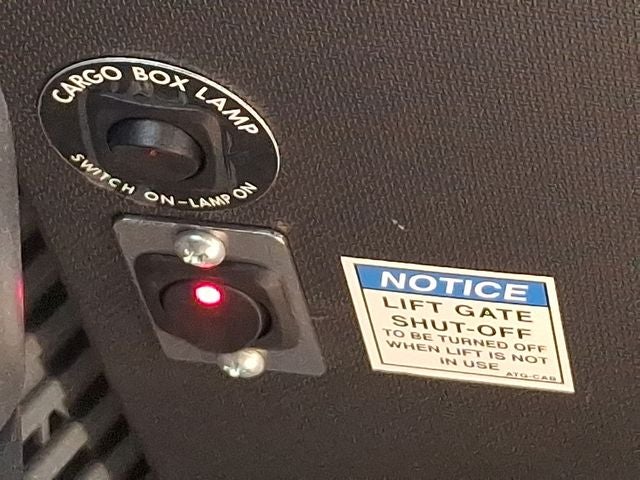 CARGO BOX LAMP
SWITCH ON-LAMP ON
NOTICE
LIFT GATE
SHUT-OFF
TO BE TURNED OFF
WHEN LIFT IS NOT
IN USE
ATG-CAB